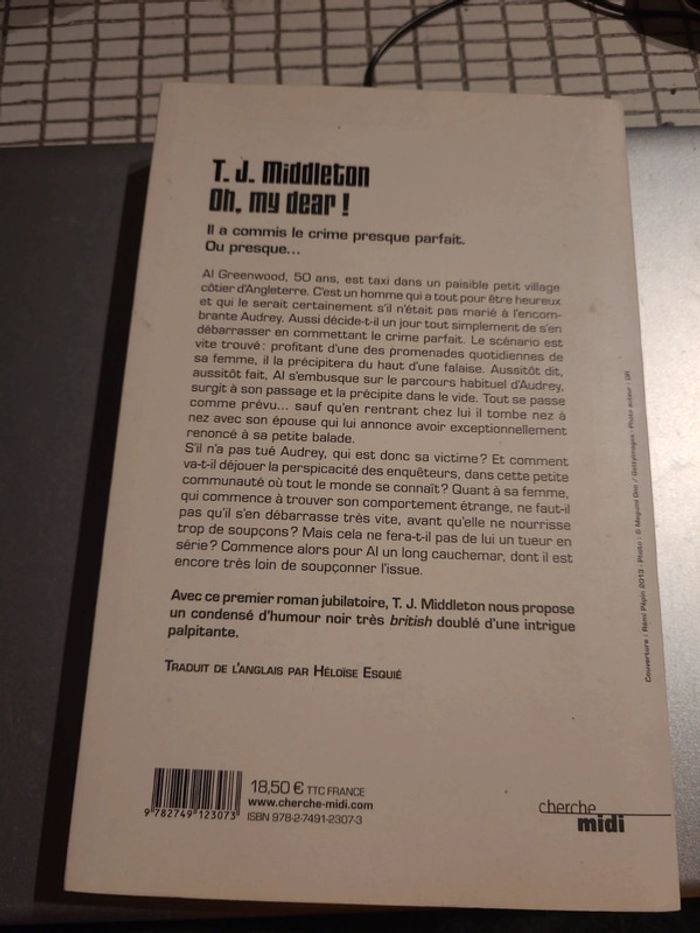 T. J. Middleton
Oh, my dear !
Il a commis le crime presque parfait.
Ou presque...
Al Greenwood, 50 ans, est taxi dans un paisible petit village
côtier d'Angleterre. C'est un homme qui a tout pour être heureux
et qui le serait certainement s'il n'était pas marié à l'encom-
brante Audrey. Aussi décide-t-il un jour tout simplement de s'en
débarrasser en commettant le crime parfait. Le scénario est
vite trouvé : profitant d'une des promenades quotidiennes de
sa femme, il la précipitera du haut d'une falaise. Aussitôt dit,
aussitôt fait, Al s'embusque sur le parcours habituel d'Audrey,
surgit à son passage et la précipite dans le vide. Tout se passe
comme prévu... sauf qu'en rentrant chez lui il tombe nez à
nez avec son épouse qui lui annonce avoir exceptionnellement
renoncé à sa petite balade.
S'il n'a pas tué Audrey, qui est donc sa victime ? Et comment
va-t-il déjouer la perspicacité des enquêteurs, dans cette petite
communauté où tout le monde se connaît ? Quant à sa femme,
qui commence à trouver son comportement étrange, ne faut-il
pas qu'il s'en débarrasse très vite, avant qu'elle ne nourrisse
trop de soupçons ? Mais cela ne fera-t-il pas de lui un tueur en
série ? Commence alors pour Al un long cauchemar, dont il est
encore très loin de soupçonner l'issue.
Avec ce premier roman jubilatoire, T. J. Middleton nous propose
un condensé d'humour noir très british doublé d'une intrigue
palpitante.
TRADUIT DE L'ANGLAIS PAR HÉLOÏSE ESQUIÉ
18,50 € TTC FRANCE
www.cherche-midi.com
ISBN 978-2-7491-2307-3
9 782749 123073
cherche
midi
Couverture : Rémi Pépin 2013 - Photo : © Megumi Doo / Gettyimages - Photo auteur : DR